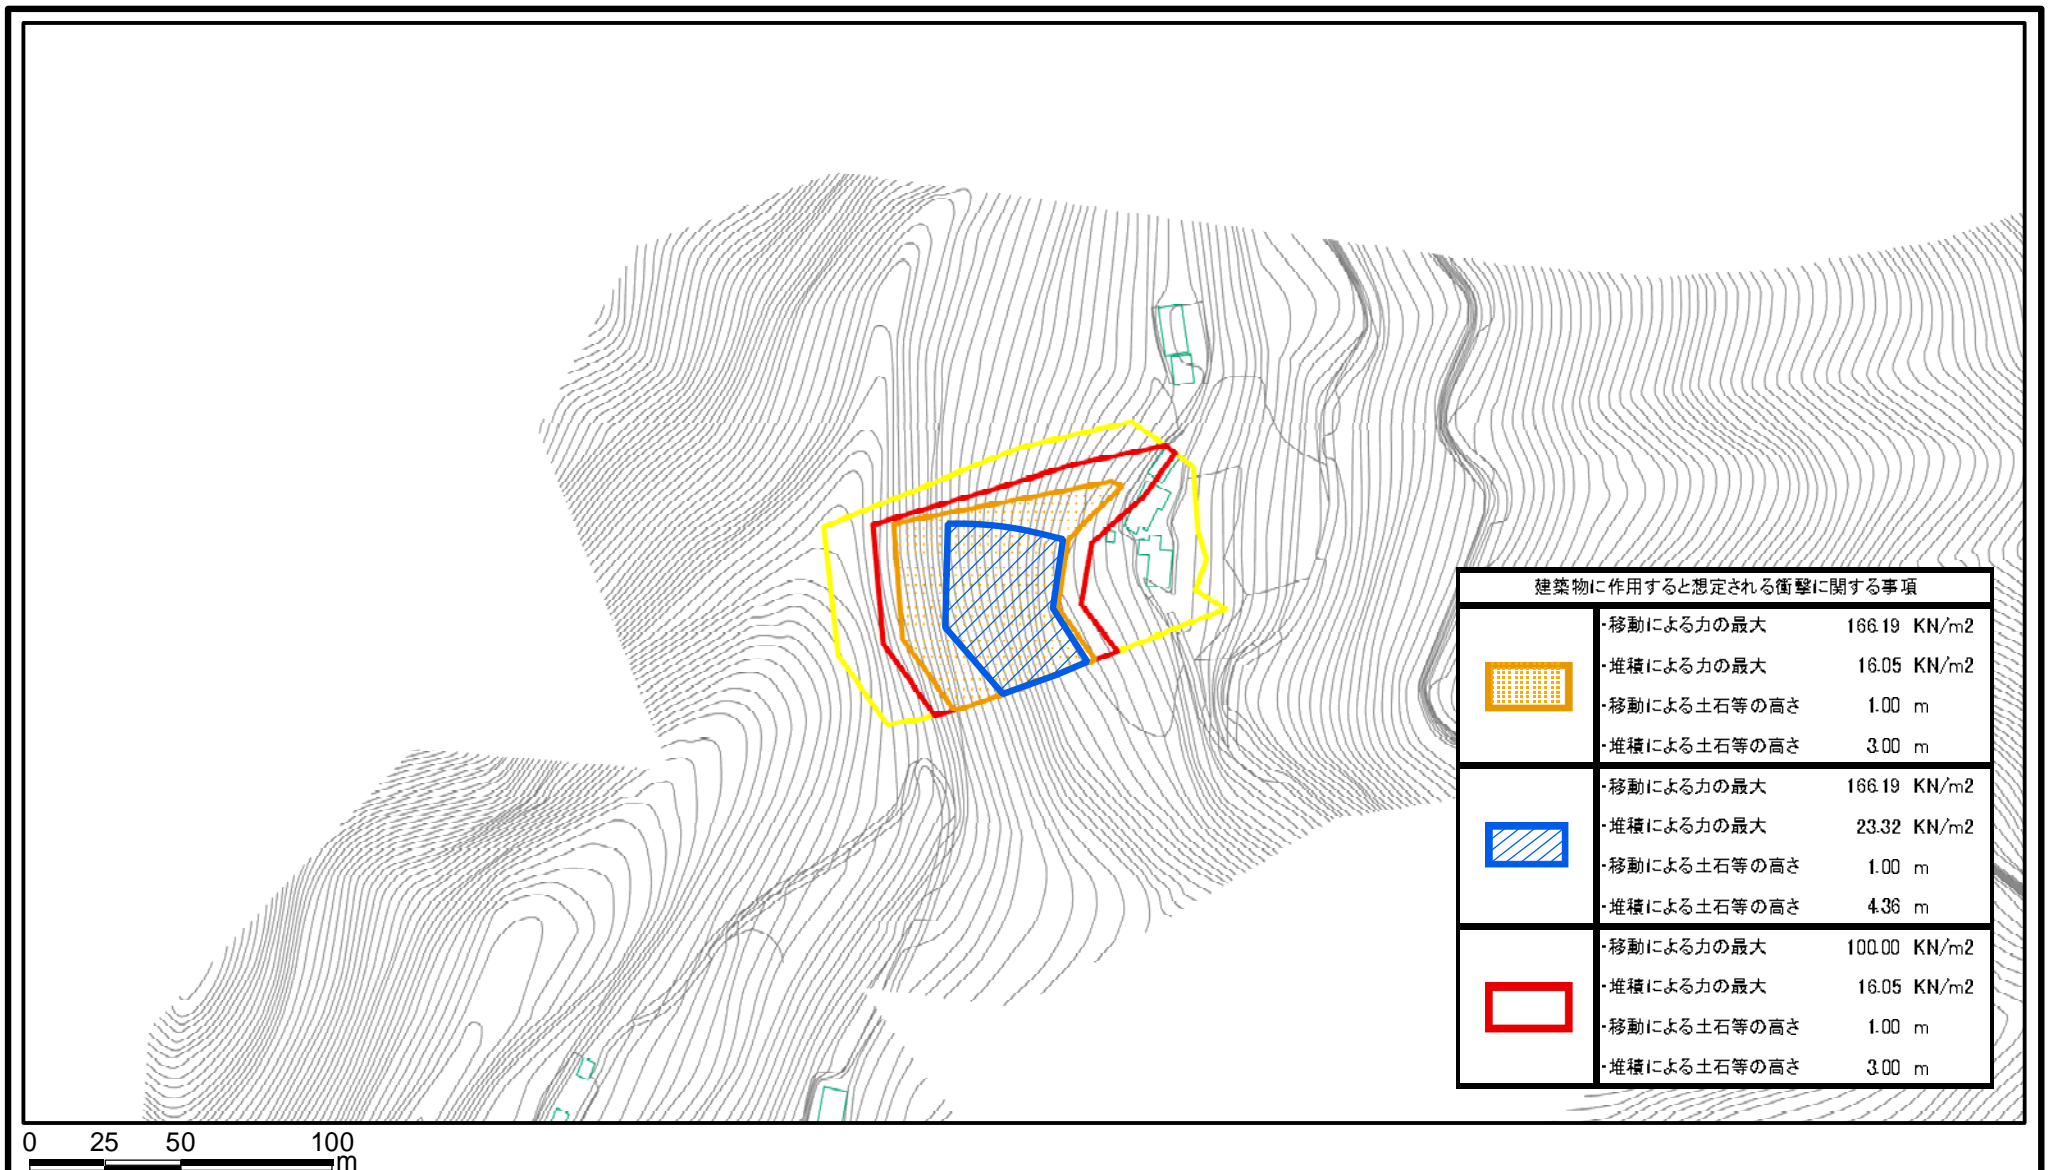 建築物に作用すると想定される衝撃に関する事項
・移動による力の最大 166.19 KN/m2
・堆積による力の最大 16.05 KN/m2
・移動による土石等の高さ 1.00 m
・堆積による土石等の高さ 3.00 m
・移動による力の最大 166.19 KN/m2
・堆積による力の最大 23.32 KN/m2
・移動による土石等の高さ 1.00 m
・堆積による土石等の高さ 4.36 m
・移動による力の最大 100.00 KN/m2
・堆積による力の最大 16.05 KN/m2
・移動による土石等の高さ 1.00 m
・堆積による土石等の高さ 3.00 m
0 25 50 100
m